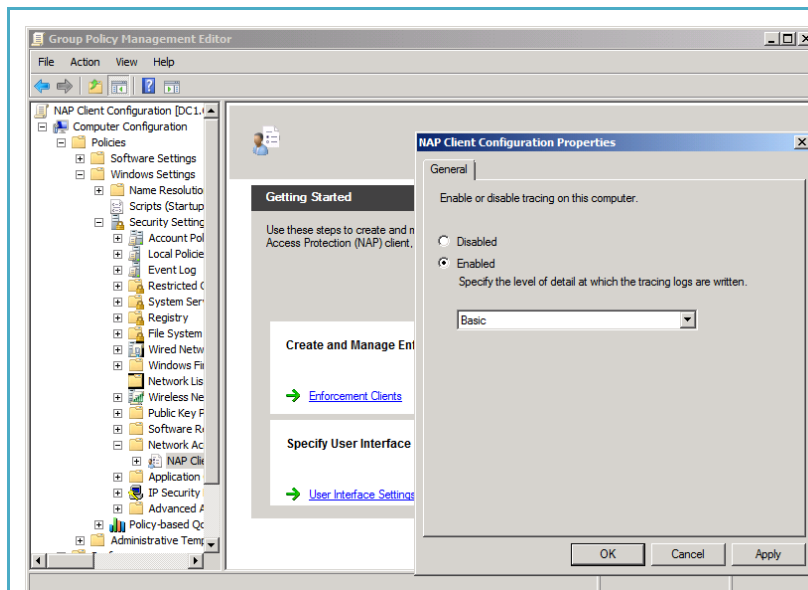 Group Policy Management Editor
File Action View Help
NAP Client Configuration [DC1.
Computer Configuration
Policies
Software Settings
Windows Settings
Name Resolutio
Scripts (Startup
Security Setting
Account Pol
Local Policie
Event Log
Restricted G
System Ser
Registry
File System
Wired Netw
Windows Fi
Network Lis
Wireless Ne
Public Key P
Software Re
Network Ac
NAP Clie
Application
IP Security
Advanced A
Policy-based Qo
Administrative Temp
Getting Started
Use these steps to create and m
Access Protection (NAP) client,
Create and Manage Enf
Enforcement Clients
Specify User Interface
User Interface Settings
NAP Client Configuration Properties
General
Enable or disable tracing on this computer.
Disabled
Enabled
Specify the level of detail at which the tracing logs are written.
Basic
OK Cancel Apply